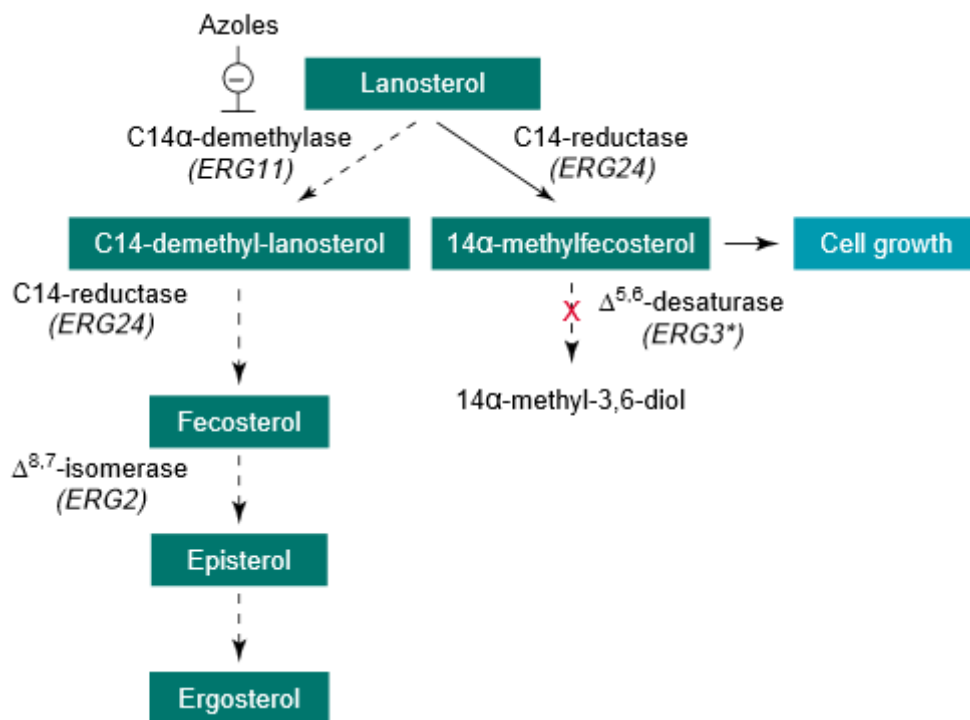 Azoles
Lanosterol
C14α-demethylase
(ERG11)
C14-reductase
(ERG24)
C14-demethyl-lanosterol
14α-methylfecosterol
Cell growth
C14-reductase
(ERG24)
Δ5,6-desaturase
(ERG3*)
X
14α-methyl-3,6-diol
Fecosterol
Δ8,7-isomerase
(ERG2)
Episterol
Ergosterol